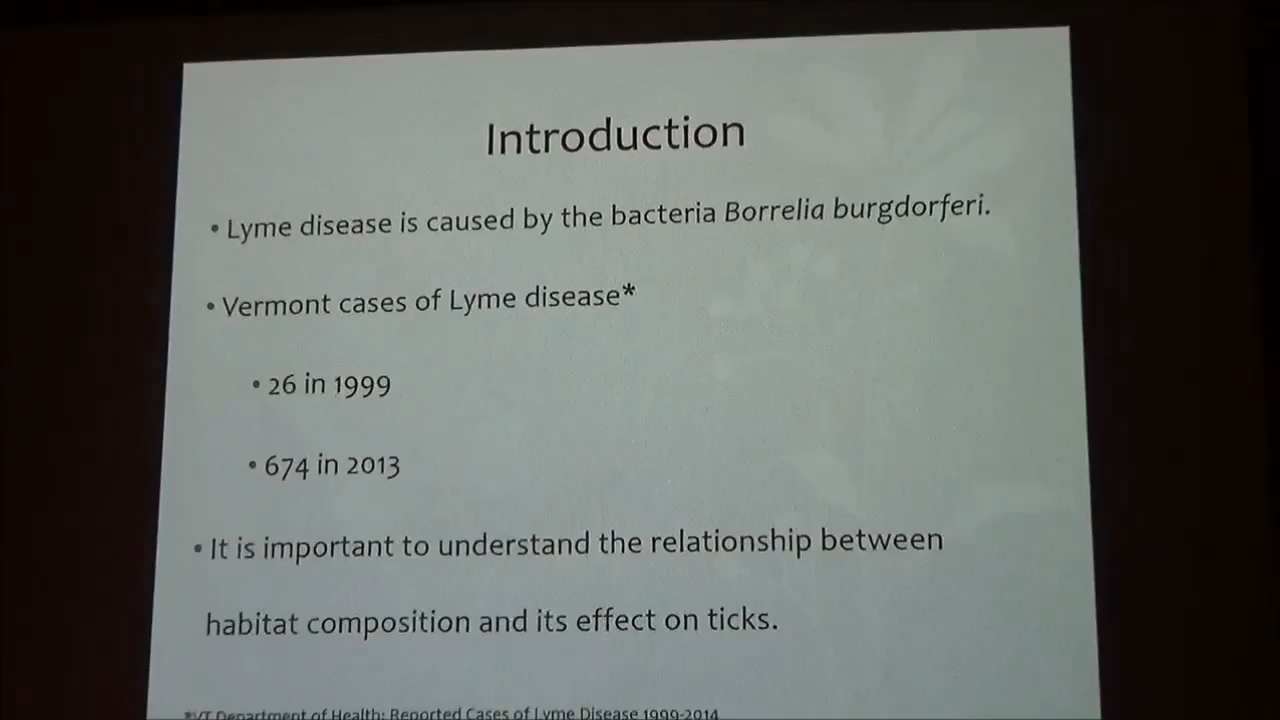 Introduction
• Lyme disease is caused by the bacteria Borrelia burgdorferi.
• Vermont cases of Lyme disease*
• 26 in 1999
• 674 in 2013
• It is important to understand the relationship between
habitat composition and its effect on ticks.
*VT Department of Health: Reported Cases of Lyme Disease 1999-2014